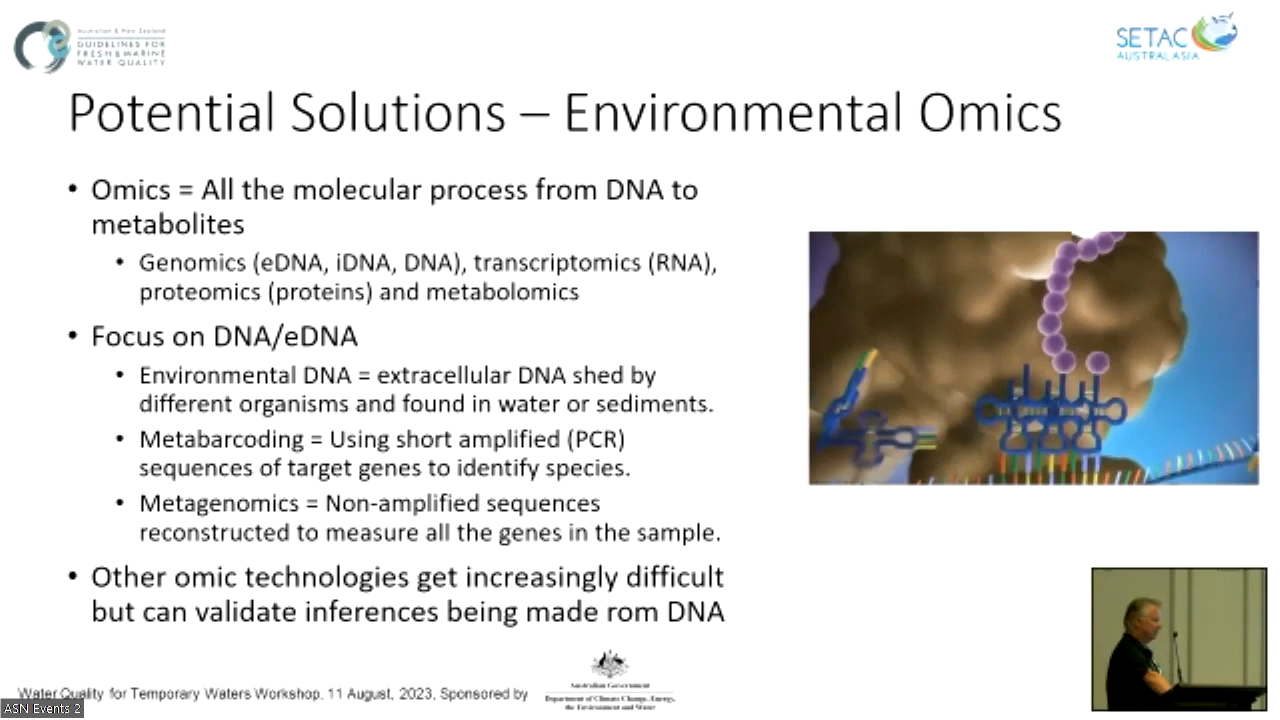 Australian & New Zealand
GUIDELINES FOR
FRESH & MARINE
WATER QUALITY
SETAC
AUSTRALASIA
Potential Solutions – Environmental Omics
• Omics = All the molecular process from DNA to
metabolites
• Genomics (eDNA, iDNA, DNA), transcriptomics (RNA),
proteomics (proteins) and metabolomics
• Focus on DNA/eDNA
• Environmental DNA = extracellular DNA shed by
different organisms and found in water or sediments.
• Metabarcoding = Using short amplified (PCR)
sequences of target genes to identify species.
• Metagenomics = Non-amplified sequences
reconstructed to measure all the genes in the sample.
• Other omic technologies get increasingly difficult
but can validate inferences being made rom DNA
Water Quality for Temporary Waters Workshop, 11 August, 2023, Sponsored by
Australian Government
Department of Climate Change, Energy,
the Environment and Water
ASN Events 2